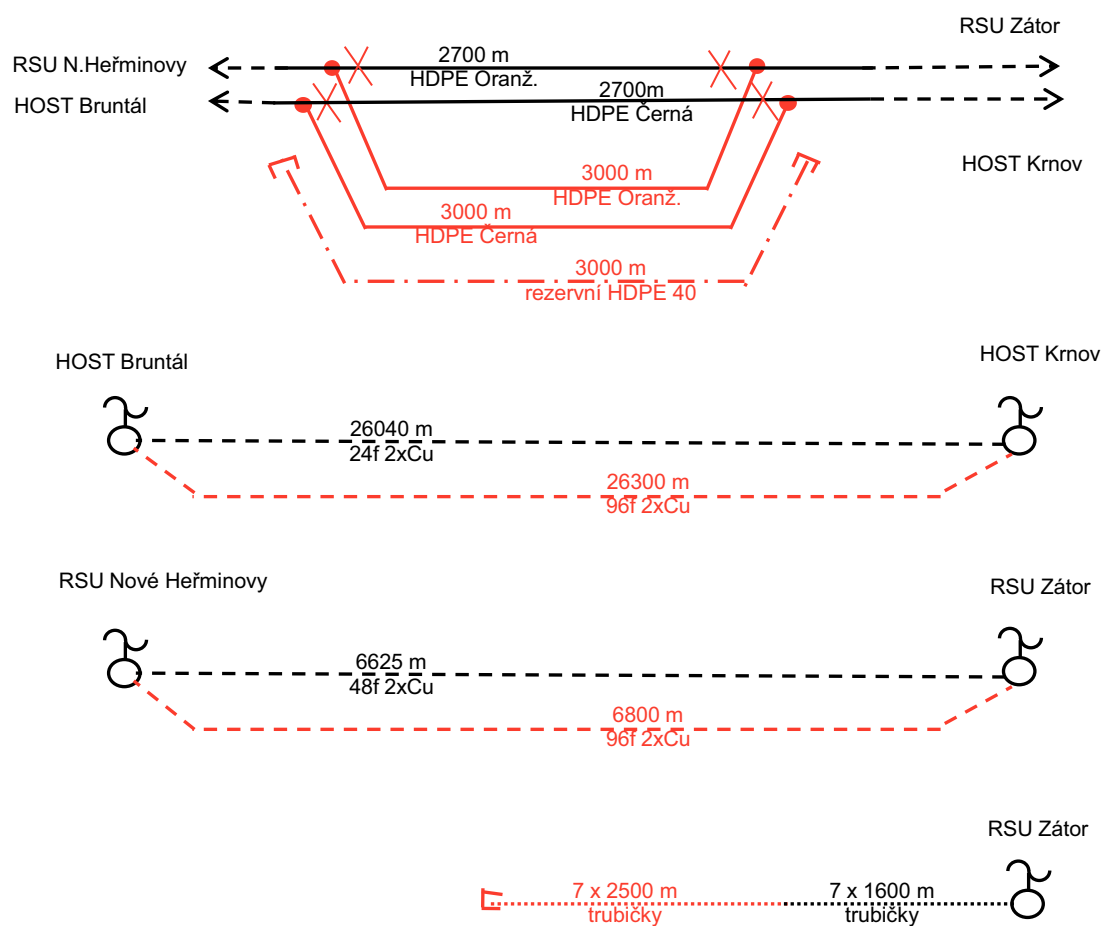 RSU Zátor
RSU N.Heřminovy
2700 m
HDPE Oranž.
HOST Bruntál
2700m
HDPE Černá
HOST Krnov
3000 m
HDPE Oranž.
3000 m
HDPE Černá
3000 m
rezervní HDPE 40
HOST Bruntál
HOST Krnov
26040 m
24f 2xCu
26300 m
96f 2xCu
RSU Nové Heřminovy
RSU Zátor
6625 m
48f 2xCu
6800 m
96f 2xCu
RSU Zátor
7 x 2500 m
trubičky
7 x 1600 m
trubičky